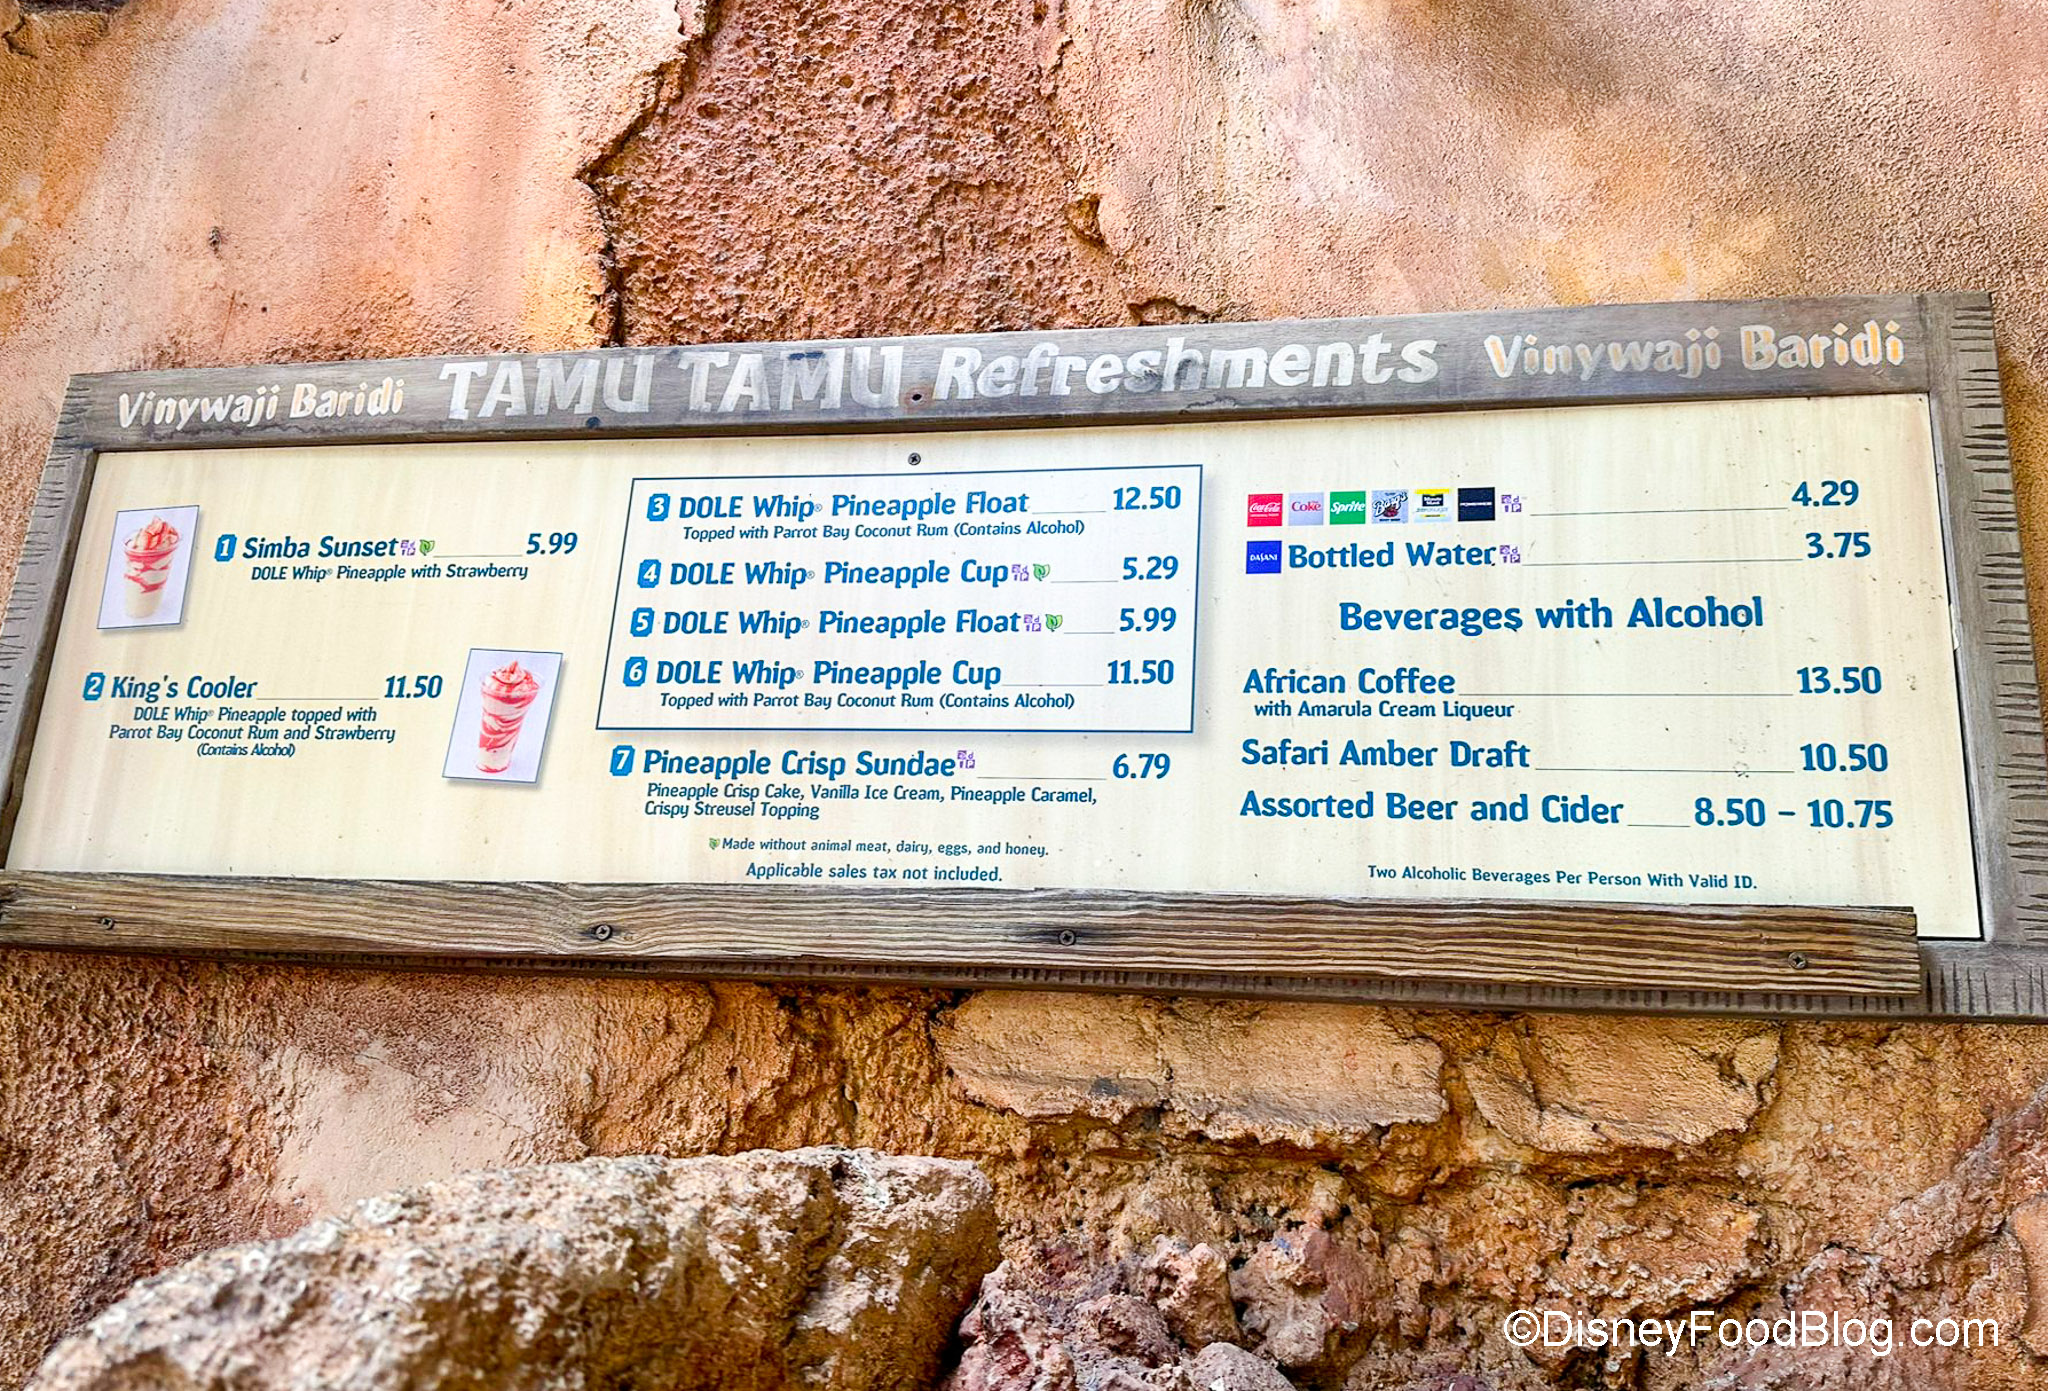 Vinywaji Baridi TAMU TAMU Refreshments Vinywaji Baridi
1 Simba Sunset 5.99
DOLE Whip® Pineapple with Strawberry
2 King's Cooler 11.50
DOLE Whip® Pineapple topped with
Parrot Bay Coconut Rum and Strawberry
(Contains Alcohol)
3 DOLE Whip® Pineapple Float 12.50
Topped with Parrot Bay Coconut Rum (Contains Alcohol)
4 DOLE Whip® Pineapple Cup 5.29
5 DOLE Whip® Pineapple Float 5.99
6 DOLE Whip® Pineapple Cup 11.50
Topped with Parrot Bay Coconut Rum (Contains Alcohol)
7 Pineapple Crisp Sundae 6.79
Pineapple Crisp Cake, Vanilla Ice Cream, Pineapple Caramel,
Crispy Streusel Topping
Made without animal meat, dairy, eggs, and honey.
Applicable sales tax not included.
Coca-Cola Coke Sprite Barq's Minute Maid 4.29
DASANI Bottled Water 3.75
Beverages with Alcohol
African Coffee 13.50
with Amarula Cream Liqueur
Safari Amber Draft 10.50
Assorted Beer and Cider 8.50 - 10.75
Two Alcoholic Beverages Per Person With Valid ID.
©DisneyFoodBlog.com